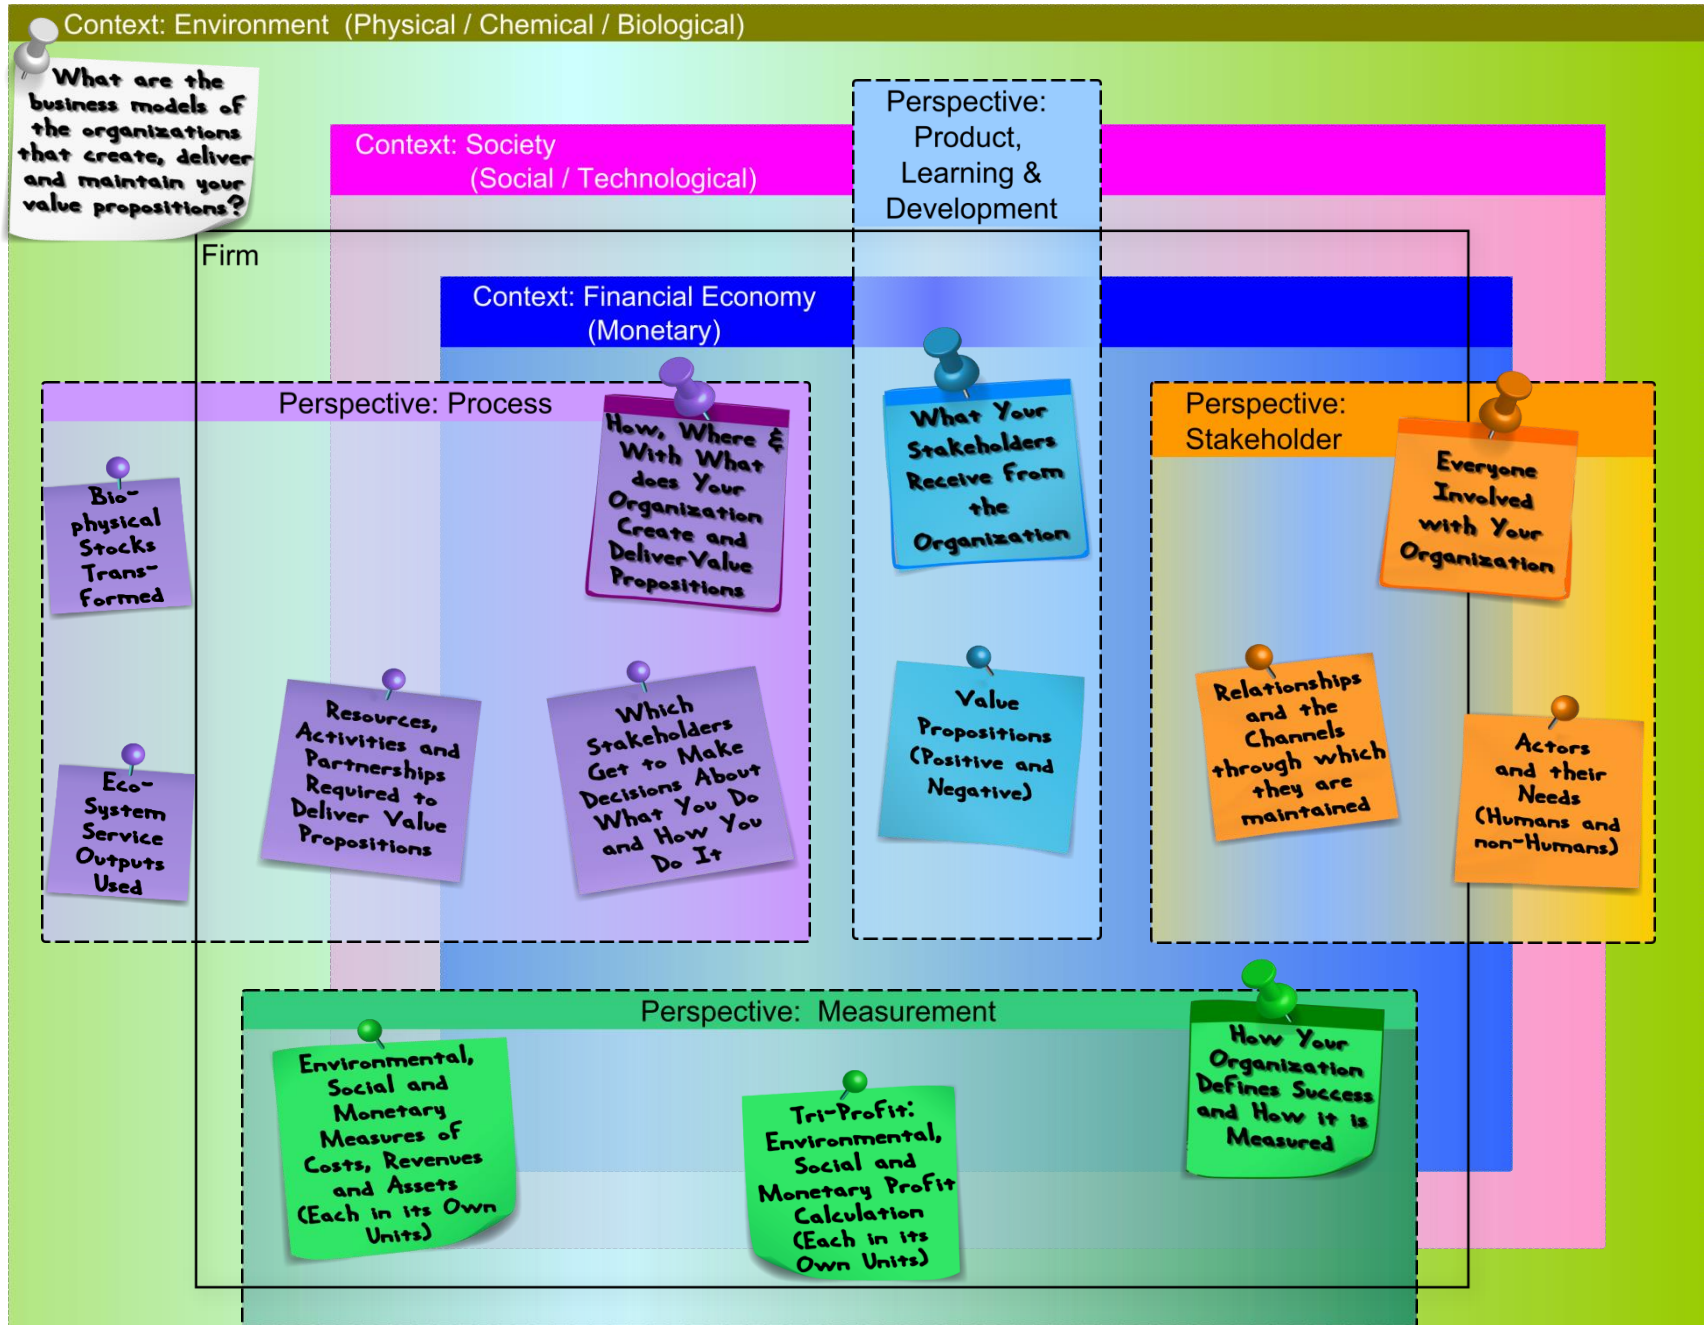 Context: Environment  (Physical / Chemical / Biological)
What are the
business models of
the organizations
that create, deliver
and maintain your
value propositions?
Context: Society
(Social / Technological)
Perspective:
Product,
Learning &
Development
Firm
Context: Financial Economy
(Monetary)
Perspective: Process
How, Where &
With What
does Your
Organization
Create and
Deliver Value
Propositions
Bio-
physical
Stocks
Trans-
formed
Eco-
System
Service
Outputs
Used
Resources,
Activities and
Partnerships
Required to
Deliver Value
Propositions
Which
Stakeholders
Get to Make
Decisions About
What You Do
and How You
Do It
What Your
Stakeholders
Receive From
the
Organization
Value
Propositions
(Positive and
Negative)
Perspective:
Stakeholder
Everyone
Involved
with Your
Organization
Relationships
and the
Channels
through which
they are
maintained
Actors
and their
Needs
(Humans and
non-Humans)
Perspective:  Measurement
Environmental,
Social and
Monetary
Measures of
Costs, Revenues
and Assets
(Each in its Own
Units)
Tri-Profit:
Environmental,
Social and
Monetary Profit
Calculation
(Each in its
Own Units)
How Your
Organization
Defines Success
and How it is
Measured